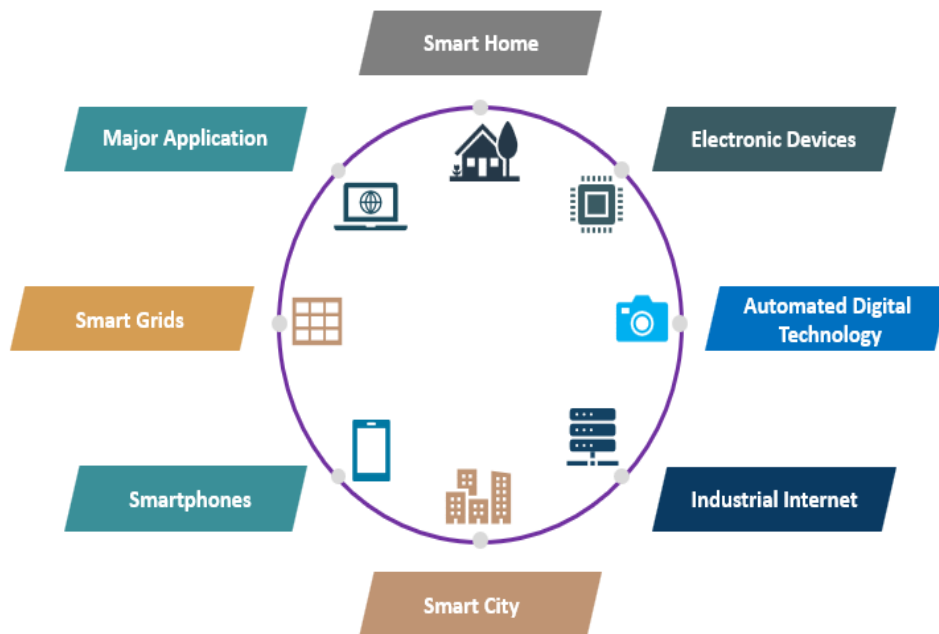 Smart Home
Major Application
Electronic Devices
Smart Grids
Automated Digital
Technology
Smartphones
Industrial Internet
Smart City